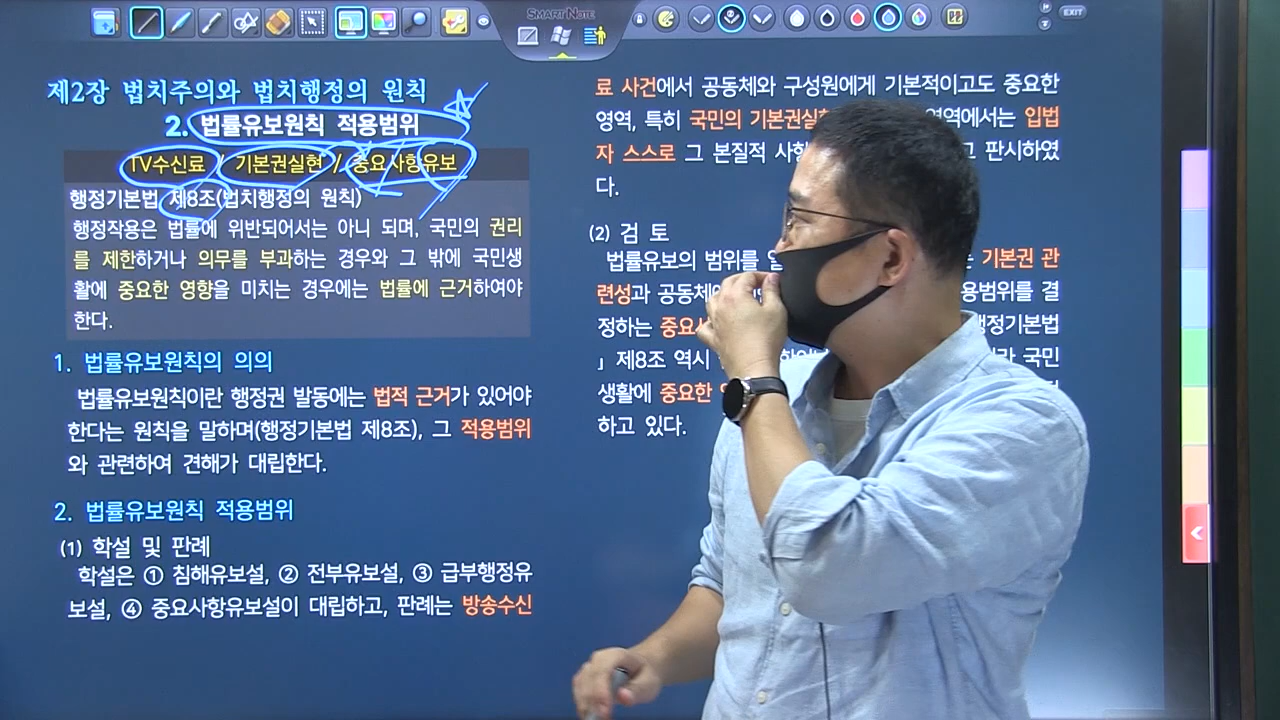 SMART NOTE
EXIT
제2장 법치주의와 법치행정의 원칙
2. 법률유보원칙 적용범위
TV수신료 / 기본권실현 / 중요사항유보
행정기본법 제8조(법치행정의 원칙)
행정작용은 법률에 위반되어서는 아니 되며, 국민의 권리
를 제한하거나 의무를 부과하는 경우와 그 밖에 국민생
활에 중요한 영향을 미치는 경우에는 법률에 근거하여야
한다.
1. 법률유보원칙의 의의
법률유보원칙이란 행정권 발동에는 법적 근거가 있어야
한다는 원칙을 말하며(행정기본법 제8조), 그 적용범위
와 관련하여 견해가 대립한다.
2. 법률유보원칙 적용범위
(1) 학설 및 판례
학설은 ① 침해유보설, ② 전부유보설, ③ 급부행정유
보설, ④ 중요사항유보설이 대립하고, 판례는 방송수신
료 사건에서 공동체와 구성원에게 기본적이고도 중요한
영역, 특히 국민의 기본권실현 영역에서는 입법
자 스스로 그 본질적 사항 판시하였
다.
(2) 검 토
법률유보의 범위를 기본권 관
련성과 공동체 용범위를 결
정하는 행정기본법
」 제8조 역시 국민
생활에 중요한
하고 있다.